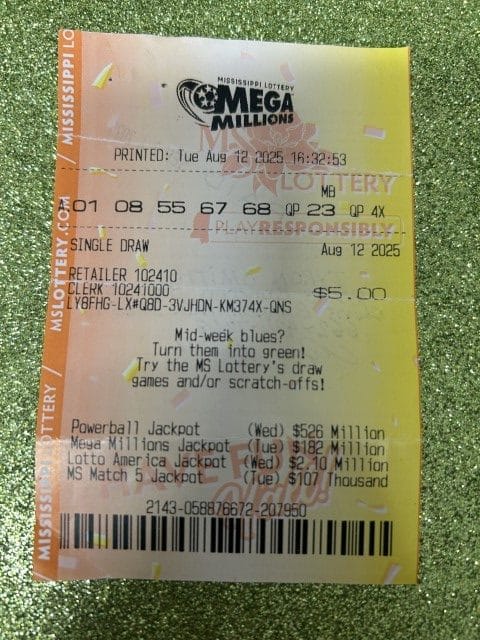 MISSISSIPPI LOTTERY
MEGA
MILLIONS
PRINTED: Tue Aug 12 2025 16:32:53
MS LOTTERY
MB
A 01 08 55 67 68 QP 23 QP 4X
PLAY RESPONSIBLY
SINGLE DRAW Aug 12 2025
RETAILER 102410
CLERK 10241000 $5.00
LY8FHG-LX#Q8D-3VJHDN-KM374X-QNS
Mid-week blues?
Turn them into green!
Try the MS Lottery's draw
games and/or scratch-offs!
Powerball Jackpot (Wed) $526 Million
Mega Millions Jackpot (Tue) $182 Million
Lotto America Jackpot (Wed) $2.10 Million
MS Match 5 Jackpot (Tue) $107 Thousand
2143-058876672-207950
MISSISSIPPI LOTTERY / MSLOTTERY.COM / MISSISSIPPI LO